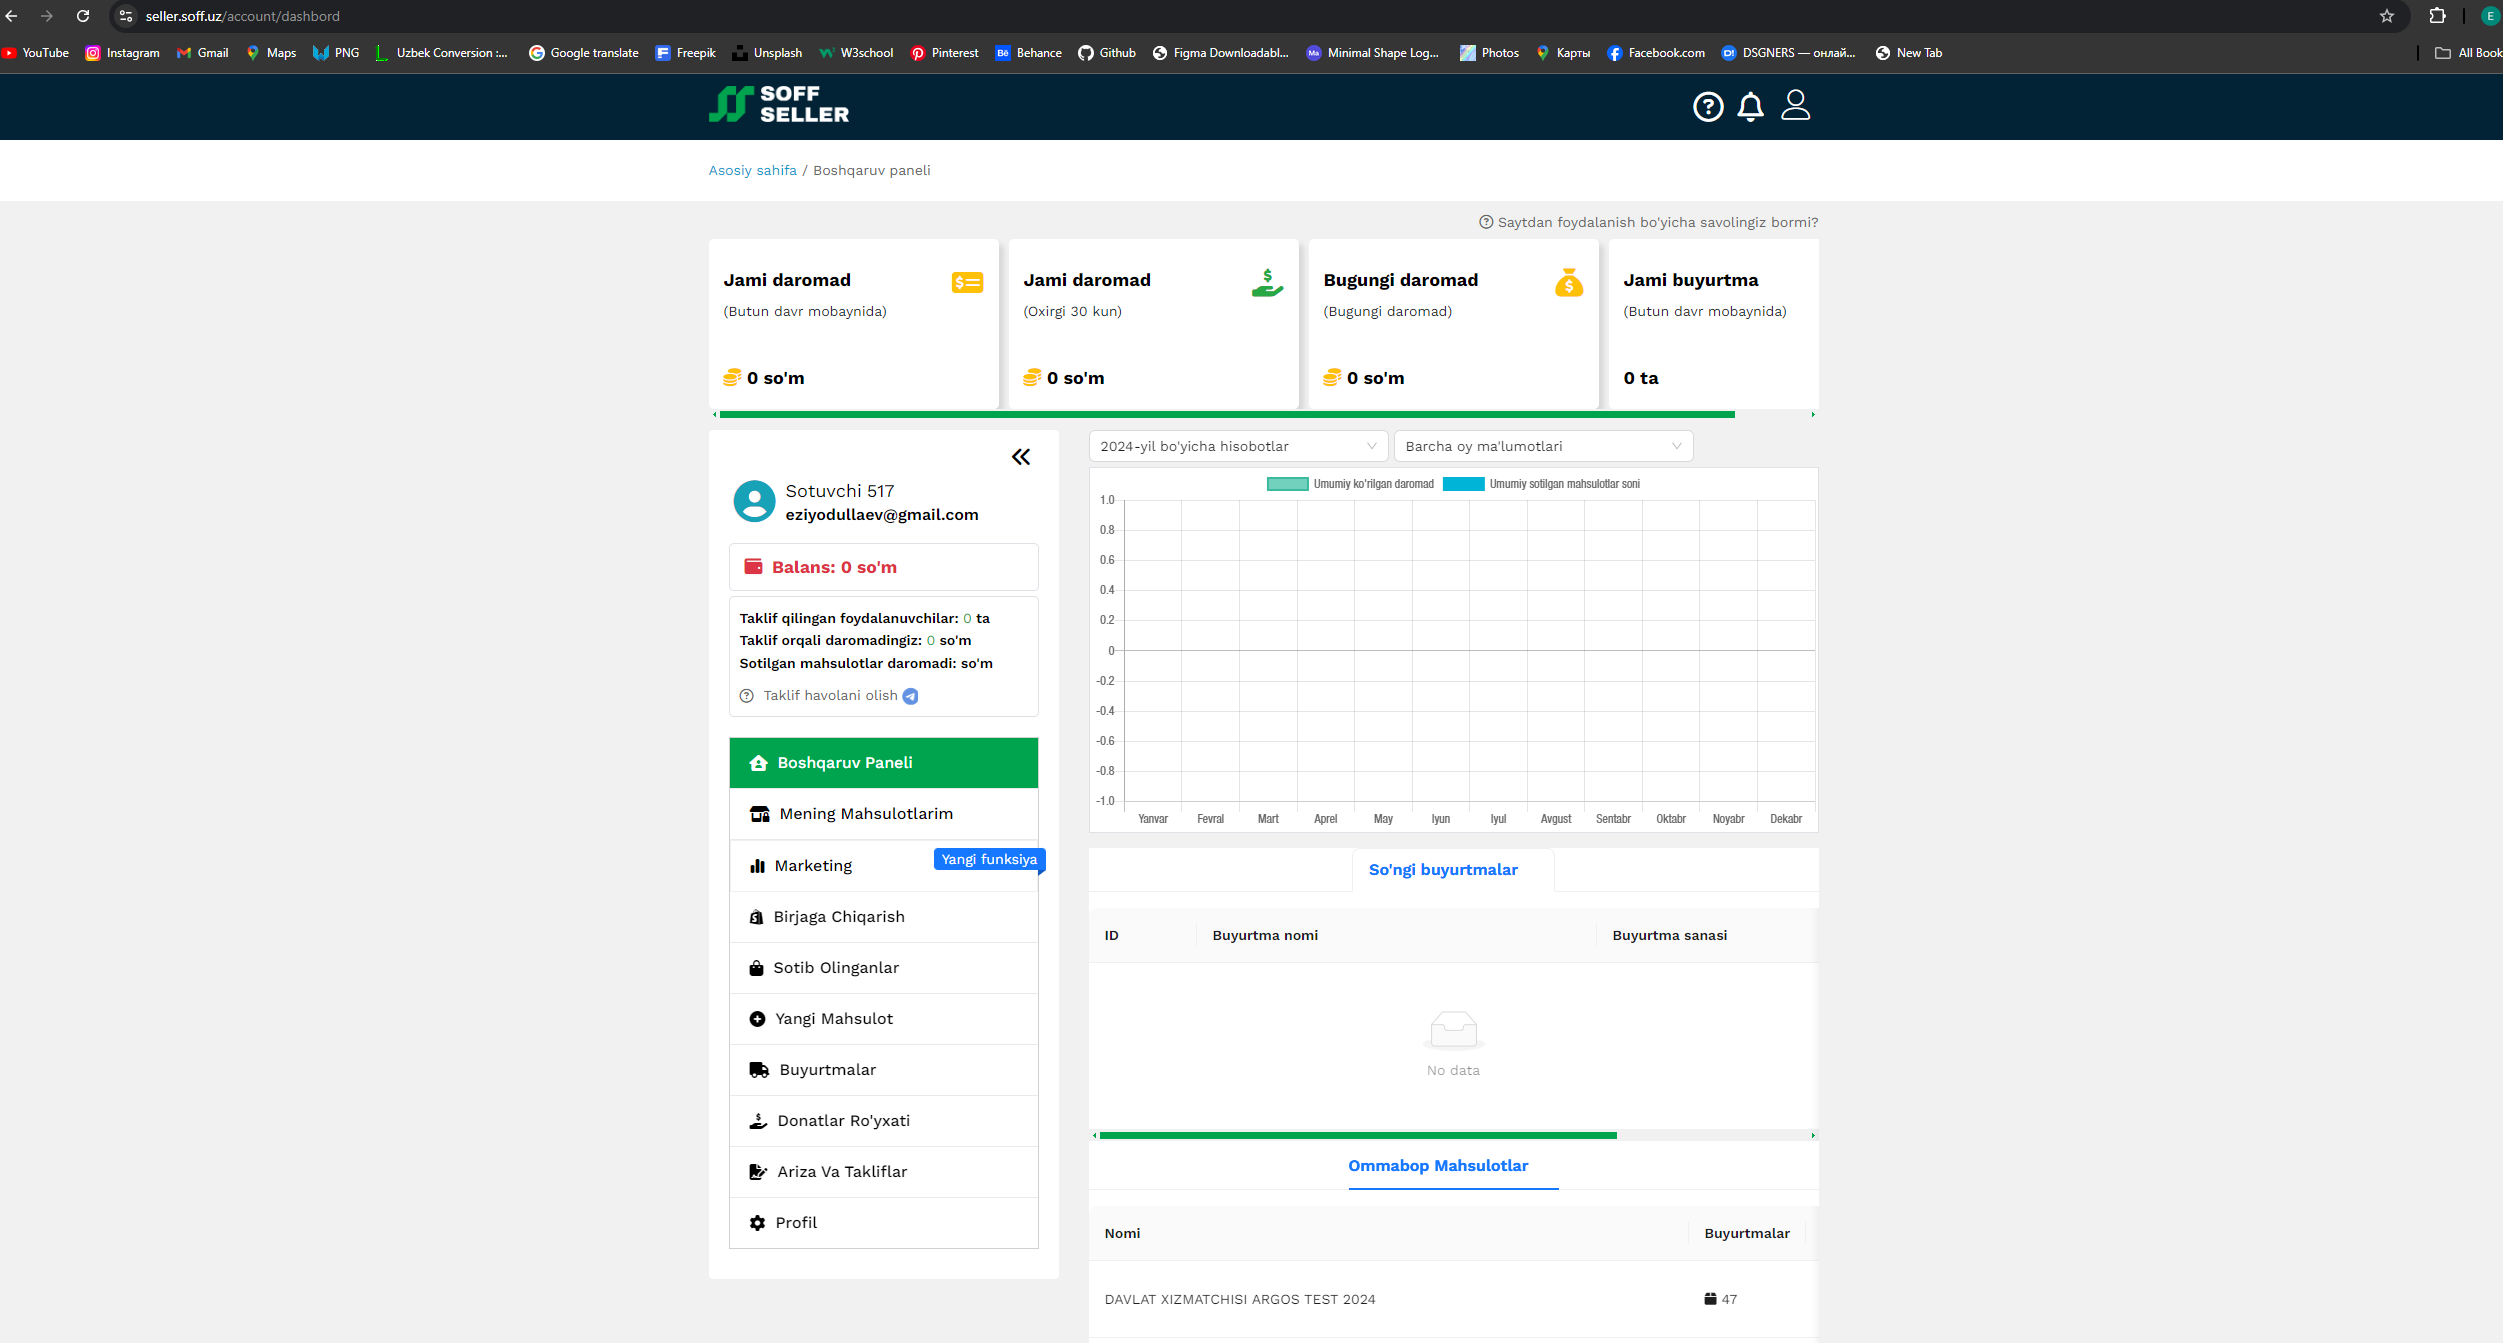 seller.soff.uz/account/dashbord
E
YouTube
Instagram
Gmail
Maps
PNG
Uzbek Conversion :...
Google translate
Freepik
Unsplash
W3school
Pinterest
Behance
Github
Figma Downloadabl...
Minimal Shape Log...
Photos
Карты
Facebook.com
DSGNERS — онлай...
New Tab
All Book
SOFF
SELLER
Asosiy sahifa / Boshqaruv paneli
Saytdan foydalanish bo'yicha savolingiz bormi?
Jami daromad
(Butun davr mobaynida)
0 so'm
Jami daromad
(Oxirgi 30 kun)
0 so'm
Bugungi daromad
(Bugungi daromad)
0 so'm
Jami buyurtma
(Butun davr mobaynida)
0 ta
Sotuvchi 517
eziyodullaev@gmail.com
Balans: 0 so'm
Taklif qilingan foydalanuvchilar: 0 ta
Taklif orqali daromadingiz: 0 so'm
Sotilgan mahsulotlar daromadi: so'm
Taklif havolani olish
Boshqaruv Paneli
Mening Mahsulotlarim
Marketing
Yangi funksiya
Birjaga Chiqarish
Sotib Olinganlar
Yangi Mahsulot
Buyurtmalar
Donatlar Ro'yxati
Ariza Va Takliflar
Profil
2024-yil bo'yicha hisobotlar
Barcha oy ma'lumotlari
Umumiy ko'rilgan daromad
Umumiy sotilgan mahsulotlar soni
1.0
0.8
0.6
0.4
0.2
0
-0.2
-0.4
-0.6
-0.8
-1.0
Yanvar Fevral Mart Aprel May Iyun Iyul Avgust Sentabr Oktabr Noyabr Dekabr
So'ngi buyurtmalar
ID Buyurtma nomi Buyurtma sanasi
No data
Ommabop Mahsulotlar
Nomi Buyurtmalar
DAVLAT XIZMATCHISI ARGOS TEST 2024 47